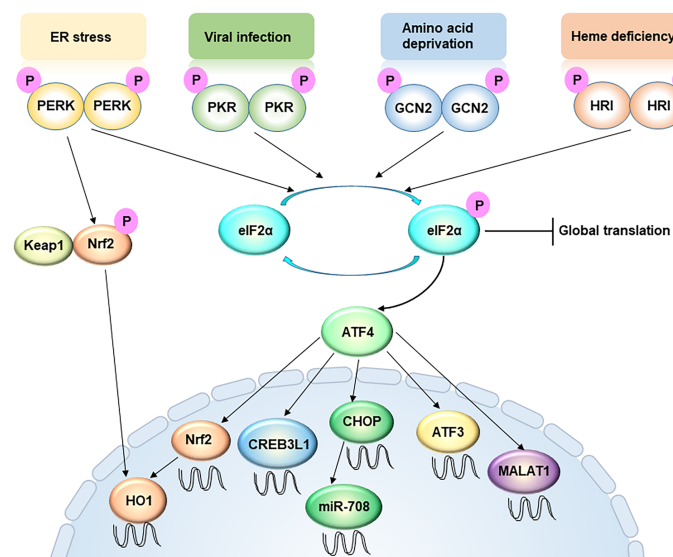 ER stress
Viral infection
Amino acid
deprivation
Heme deficiency
P
P
P
P
P
P
P
P
PERK
PERK
PKR
PKR
GCN2
GCN2
HRI
HRI
P
P
Keap1
Nrf2
eIF2α
eIF2α
Global translation
ATF4
Nrf2
CREB3L1
CHOP
ATF3
MALAT1
HO1
miR-708